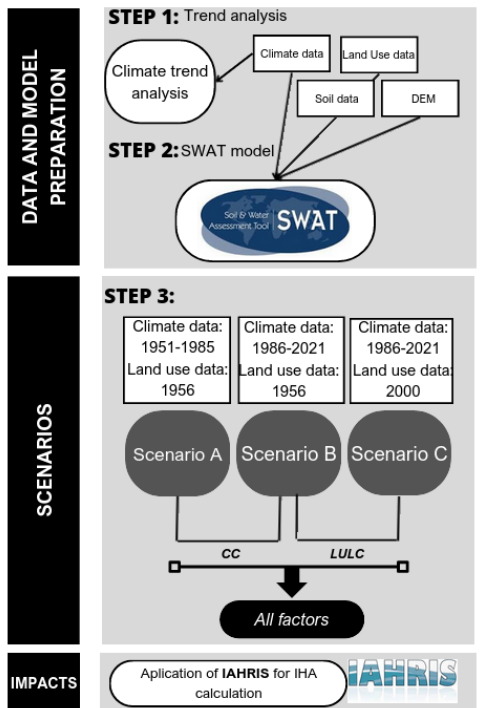 DATA AND MODEL
PREPARATION
STEP 1: Trend analysis
Climate trend
analysis
Climate data
Land Use data
Soil data
DEM
STEP 2: SWAT model
Soil & Water
Assessment Tool
SWAT
SCENARIOS
STEP 3:
Climate data:
1951-1985
Land use data:
1956
Climate data:
1986-2021
Land use data:
1956
Climate data:
1986-2021
Land use data:
2000
Scenario A
Scenario B
Scenario C
CC
LULC
All factors
IMPACTS
Aplication of IAHRIS for IHA
calculation
IAHRIS